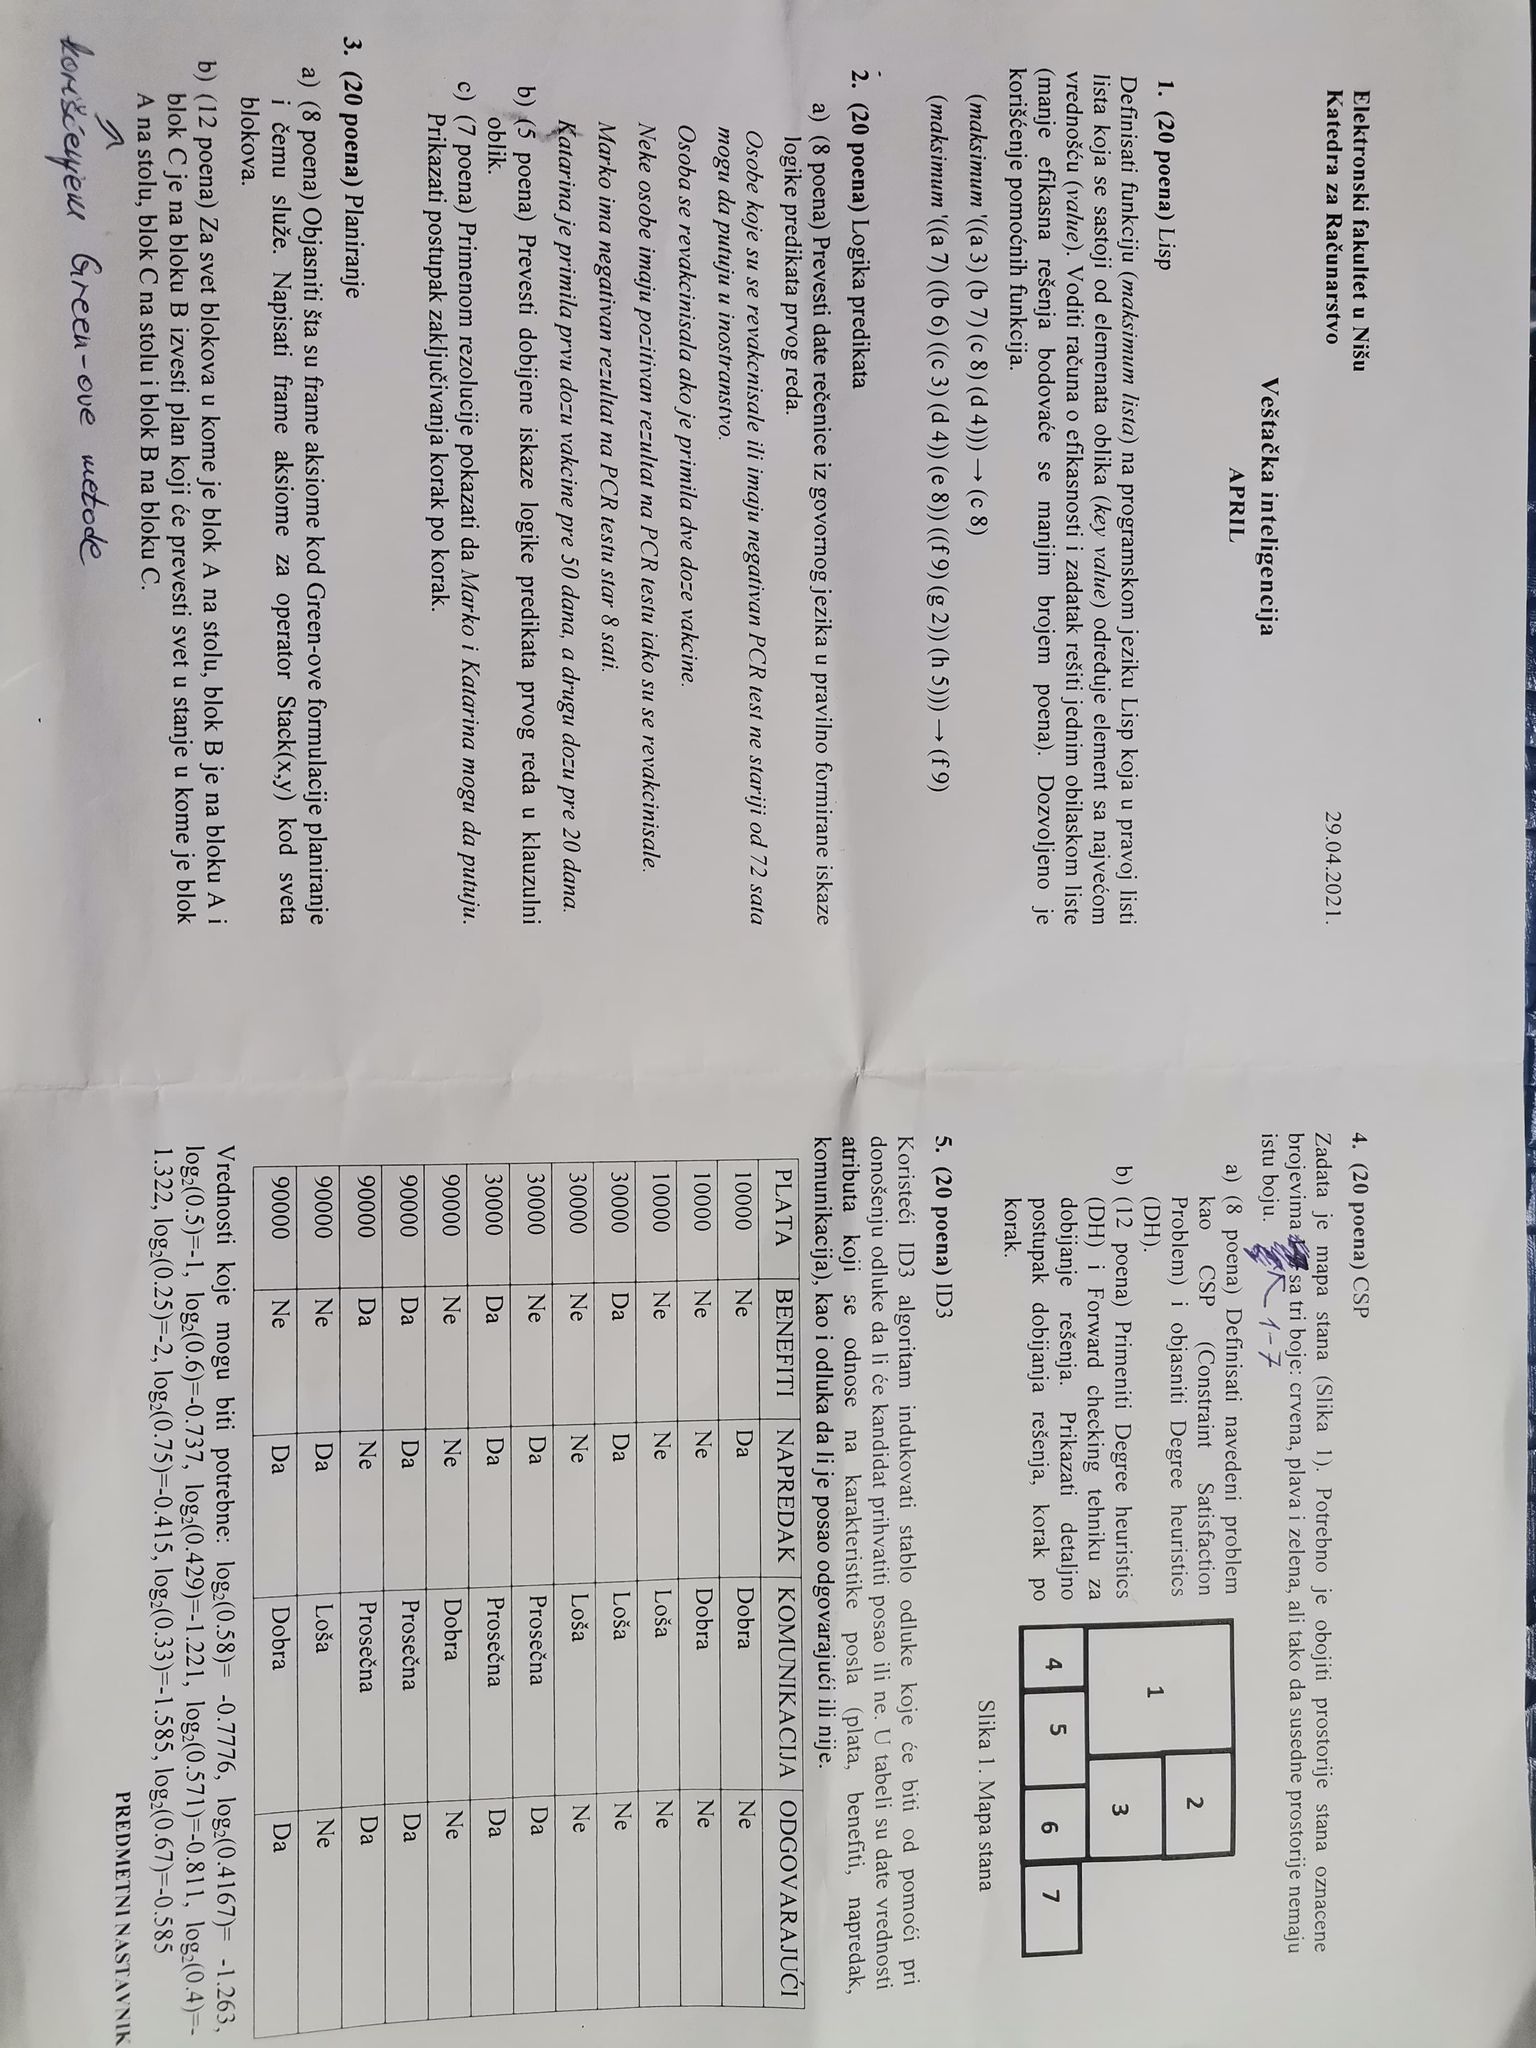 Elektronski fakultet u Nišu
Katedra za Računarstvo
29.04.2021.
Veštačka inteligencija
APRIL
1. (20 poena) Lisp
Definisati funkciju (maksimum lista) na programskom jeziku Lisp koja u pravoj listi
lista koja se sastoji od elemenata oblika (key value) određuje element sa najvećom
vrednošću (value). Voditi računa o efikasnosti i zadatak rešiti jednim obilaskom liste
(manje efikasna rešenja bodovaće se manjim brojem poena). Dozvoljeno je
korišćenje pomoćnih funkcija.
(maksimum '((a 3) (b 7) (c 8) (d 4))) → (c 8)
(maksimum '((a 7) ((b 6) ((c 3) (d 4)) (e 8)) ((f 9) (g 2)) (h 5))) → (f 9)
2. (20 poena) Logika predikata
a) (8 poena) Prevesti date rečenice iz govornog jezika u pravilno formirane iskaze
logike predikata prvog reda.
Osobe koje su se revakcnisale ili imaju negativan PCR test ne stariji od 72 sata
mogu da putuju u inostranstvo.
Osoba se revakcinisala ako je primila dve doze vakcine.
Neke osobe imaju pozitivan rezultat na PCR testu iako su se revakcinisale.
Marko ima negativan rezultat na PCR testu star 8 sati.
Katarina je primila prvu dozu vakcine pre 50 dana, a drugu dozu pre 20 dana.
b) (5 poena) Prevesti dobijene iskaze logike predikata prvog reda u klauzulni
oblik.
c) (7 poena) Primenom rezolucije pokazati da Marko i Katarina mogu da putuju.
Prikazati postupak zaključivanja korak po korak.
3. (20 poena) Planiranje
a) (8 poena) Objasniti šta su frame aksiome kod Green-ove formulacije planiranje
i čemu služe. Napisati frame aksiome za operator Stack(x,y) kod sveta
blokova.
b) (12 poena) Za svet blokova u kome je blok A na stolu, blok B je na bloku A i
blok C je na bloku B izvesti plan koji će prevesti svet u stanje u kome je blok
A na stolu, blok C na stolu i blok B na bloku C.
korišćenjem Green-ove metode
4. (20 poena) CSP
Zadata je mapa stana (Slika 1). Potrebno je obojiti prostorije stana oznacene
brojevima sa tri boje: crvena, plava i zelena, ali tako da susedne prostorije nemaju
istu boju. 1-7
a) (8 poena) Definisati navedeni problem
kao CSP (Constraint Satisfaction
Problem) i objasniti Degree heuristics
(DH).
b) (12 poena) Primeniti Degree heuristics
(DH) i Forward checking tehniku za
dobijanje rešenja. Prikazati detaljno
postupak dobijanja rešenja, korak po
korak.
2
1
3
4 5 6 7
Slika 1. Mapa stana
5. (20 poena) ID3
Koristeći ID3 algoritam indukovati stablo odluke koje će biti od pomoći pri
donošenju odluke da li će kandidat prihvatiti posao ili ne. U tabeli su date vrednosti
atributa koji se odnose na karakteristike posla (plata, benefiti, napredak,
komunikacija), kao i odluka da li je posao odgovarajući ili nije.
PLATA BENEFITI NAPREDAK KOMUNIKACIJA ODGOVARAJUĆI
10000 Ne Da Dobra Ne
10000 Ne Ne Dobra Ne
10000 Ne Ne Loša Ne
30000 Da Da Loša Ne
30000 Ne Ne Loša Ne
30000 Ne Da Prosečna Da
30000 Da Da Prosečna Da
90000 Ne Ne Dobra Ne
90000 Da Da Prosečna Da
90000 Da Ne Prosečna Da
90000 Ne Da Loša Ne
90000 Ne Da Dobra Da
Vrednosti koje mogu biti potrebne: log₂(0.58)= -0.7776, log₂(0.4167)= -1.263,
log₂(0.5)=-1, log₂(0.6)=-0.737, log₂(0.429)=-1.221, log₂(0.571)=-0.811, log₂(0.4)=-
1.322, log₂(0.25)=-2, log₂(0.75)=-0.415, log₂(0.33)=-1.585, log₂(0.67)=-0.585
PREDMETNI NASTAVNIK